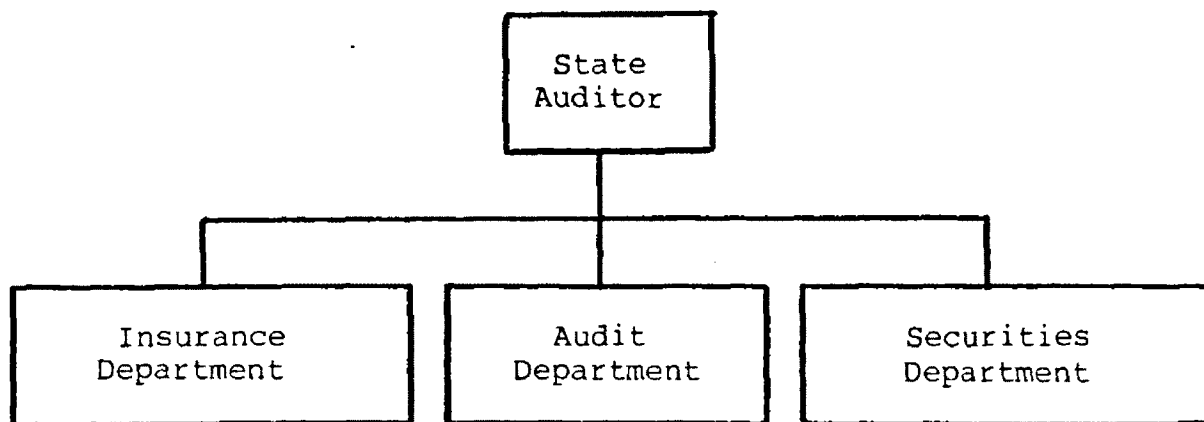 State
Auditor
Insurance
Department
Audit
Department
Securities
Department